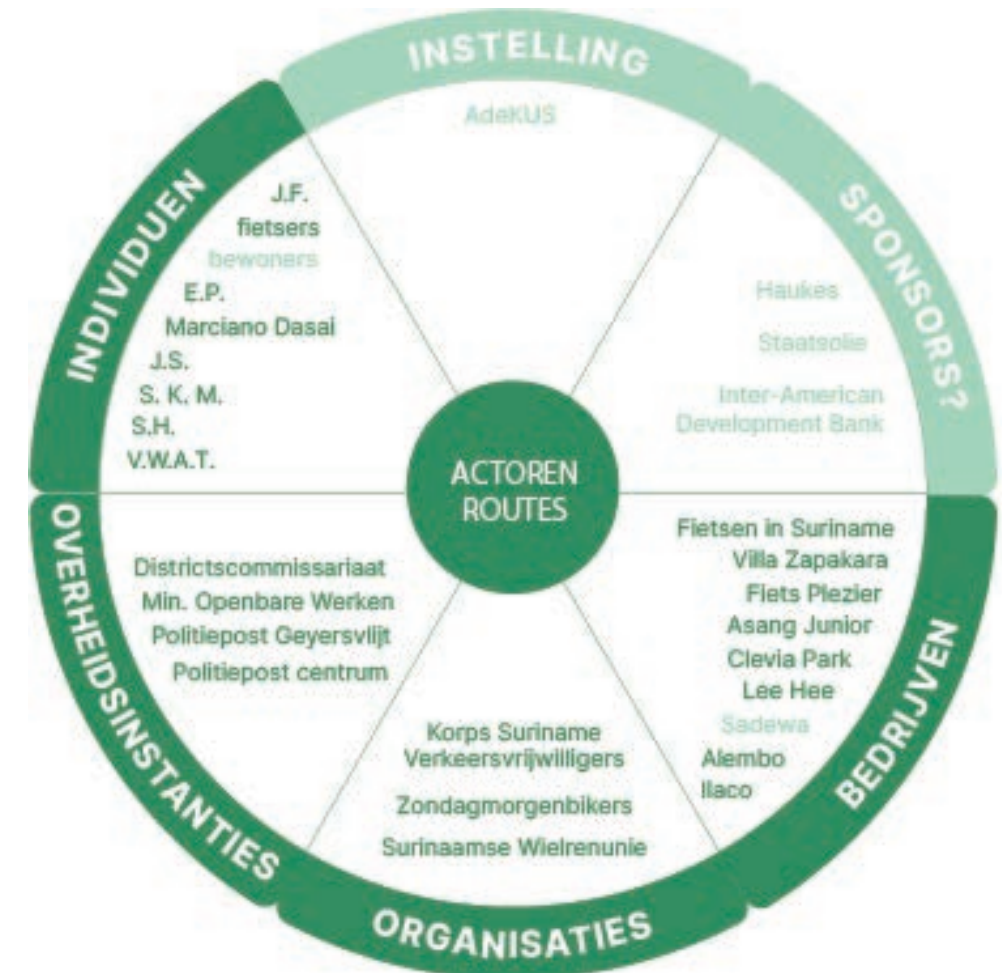 INSTELLING
AdeKUS
SPONSORS?
Haukes
Staatsolie
Inter-American
Development Bank
BEDRIJVEN
Fietsen in Suriname
Villa Zapakara
Fiets Plezier
Asang Junior
Clevia Park
Lee Hee
Sadewa
Alembo
Ilaco
ORGANISATIES
Korps Suriname
Verkeersvrijwilligers
Zondagmorgenbikers
Surinaamse Wielrenunie
OVERHEIDSINSTANTIES
Districtscommissariaat
Min. Openbare Werken
Politiepost Geyersvlijt
Politiepost centrum
INDIVIDUEN
J.F.
fietsers
bewoners
E.P.
Marciano Dasai
J.S.
S. K. M.
S.H.
V.W.A.T.
ACTOREN
ROUTES